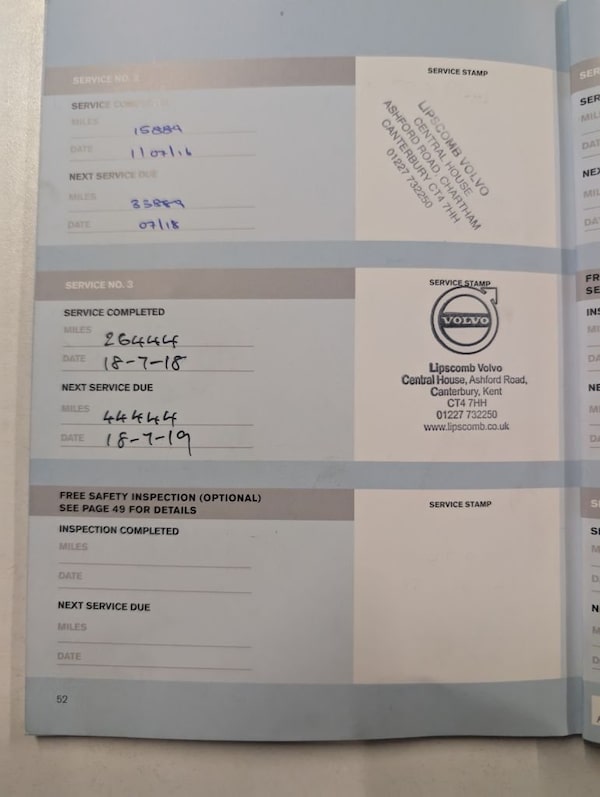 SERVICE NO. 2
SERVICE COMPLETED
MILES 15889
DATE 11/07/16
NEXT SERVICE DUE
MILES 33889
DATE 07/18
SERVICE STAMP
LIPSCOMB VOLVO
CENTRAL HOUSE
ASHFORD ROAD, CHARTHAM
CANTERBURY CT4 7HH
01227 732250
SERVICE NO. 3
SERVICE COMPLETED
MILES 26444
DATE 18-7-18
NEXT SERVICE DUE
MILES 44444
DATE 18-7-19
SERVICE STAMP
VOLVO
Lipscomb Volvo
Central House, Ashford Road,
Canterbury, Kent
CT4 7HH
01227 732250
www.lipscomb.co.uk
FREE SAFETY INSPECTION (OPTIONAL)
SEE PAGE 49 FOR DETAILS
INSPECTION COMPLETED
MILES
DATE
NEXT SERVICE DUE
MILES
DATE
SERVICE STAMP
52